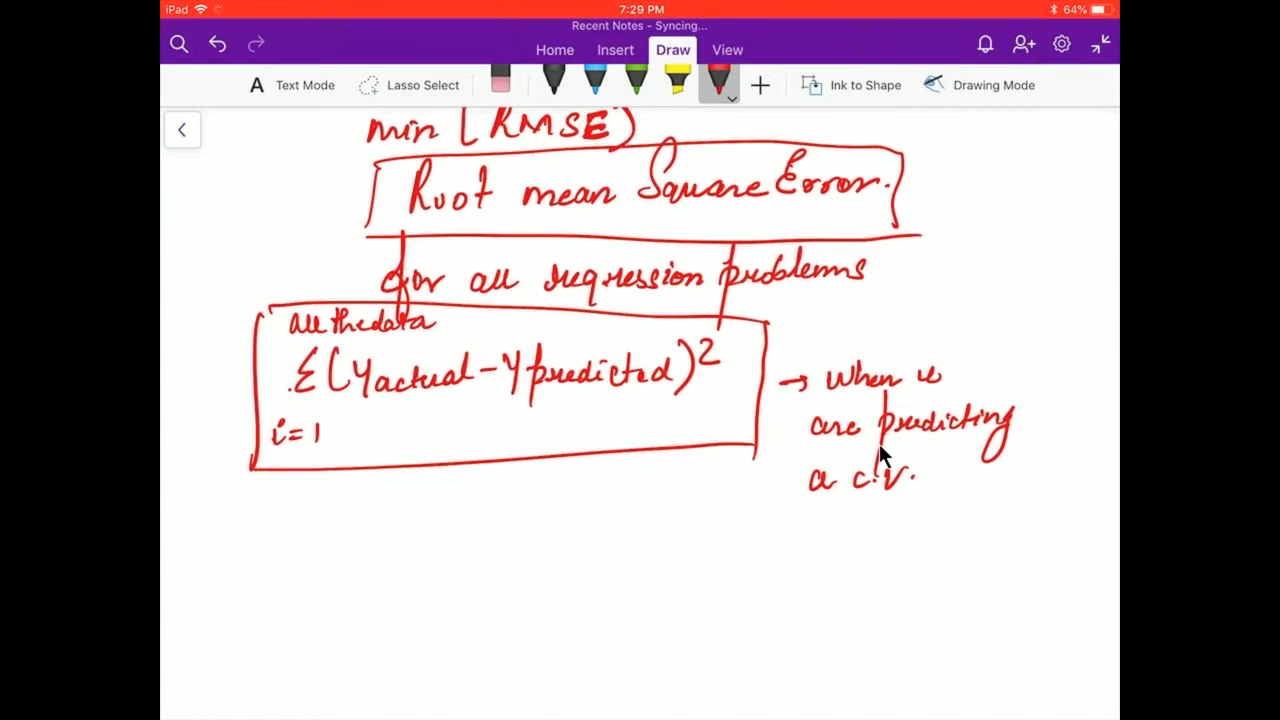 iPad 7:29 PM 64%
Recent Notes - Syncing...
Home Insert Draw View
A Text Mode Lasso Select Ink to Shape Drawing Mode
min [RMSE)
Root mean Square Error.
for all regression problems
all the data
Σ(Yactual-Ypredicted)2
i=1
→ When is
are predicting
a c.v.